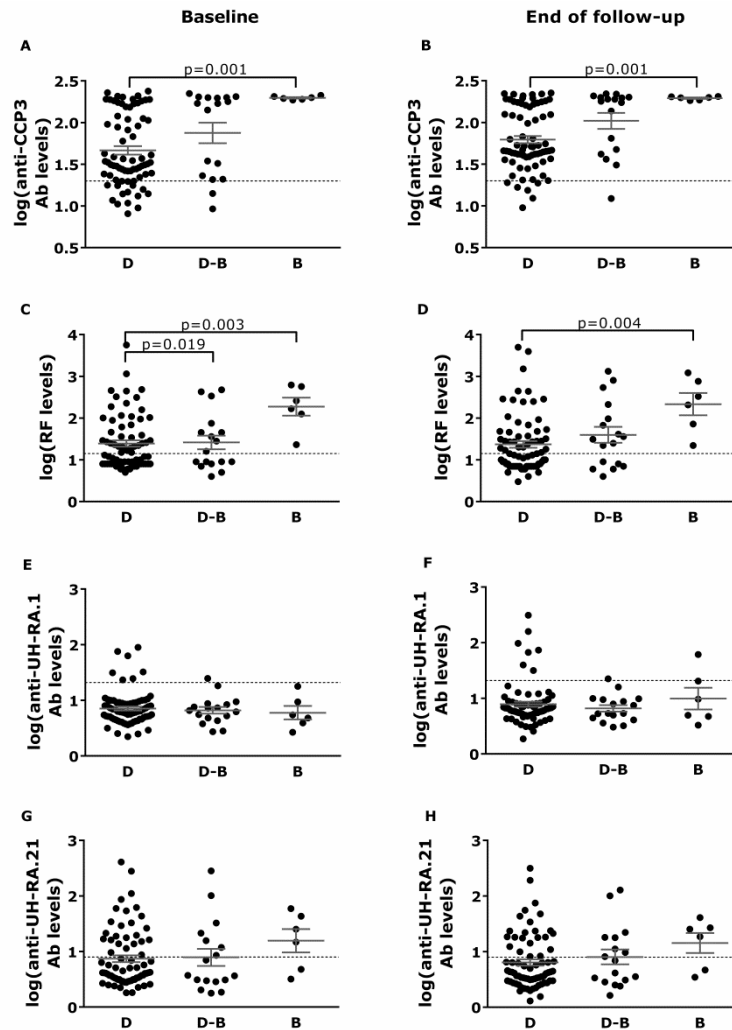 Baseline
End of follow-up
A
p=0.001
log(anti-CCP3
Ab levels)
2.5
2.0
1.5
1.0
0.5
D
D-B
B
B
p=0.001
log(anti-CCP3
Ab levels)
2.5
2.0
1.5
1.0
0.5
D
D-B
B
C
p=0.003
p=0.019
log(RF levels)
4
3
2
1
0
D
D-B
B
D
p=0.004
log(RF levels)
4
3
2
1
0
D
D-B
B
E
log(anti-UH-RA.1
Ab levels)
3
2
1
0
D
D-B
B
F
log(anti-UH-RA.1
Ab levels)
3
2
1
0
D
D-B
B
G
log(anti-UH-RA.21
Ab levels)
3
2
1
0
D
D-B
B
H
log(anti-UH-RA.21
Ab levels)
3
2
1
0
D
D-B
B